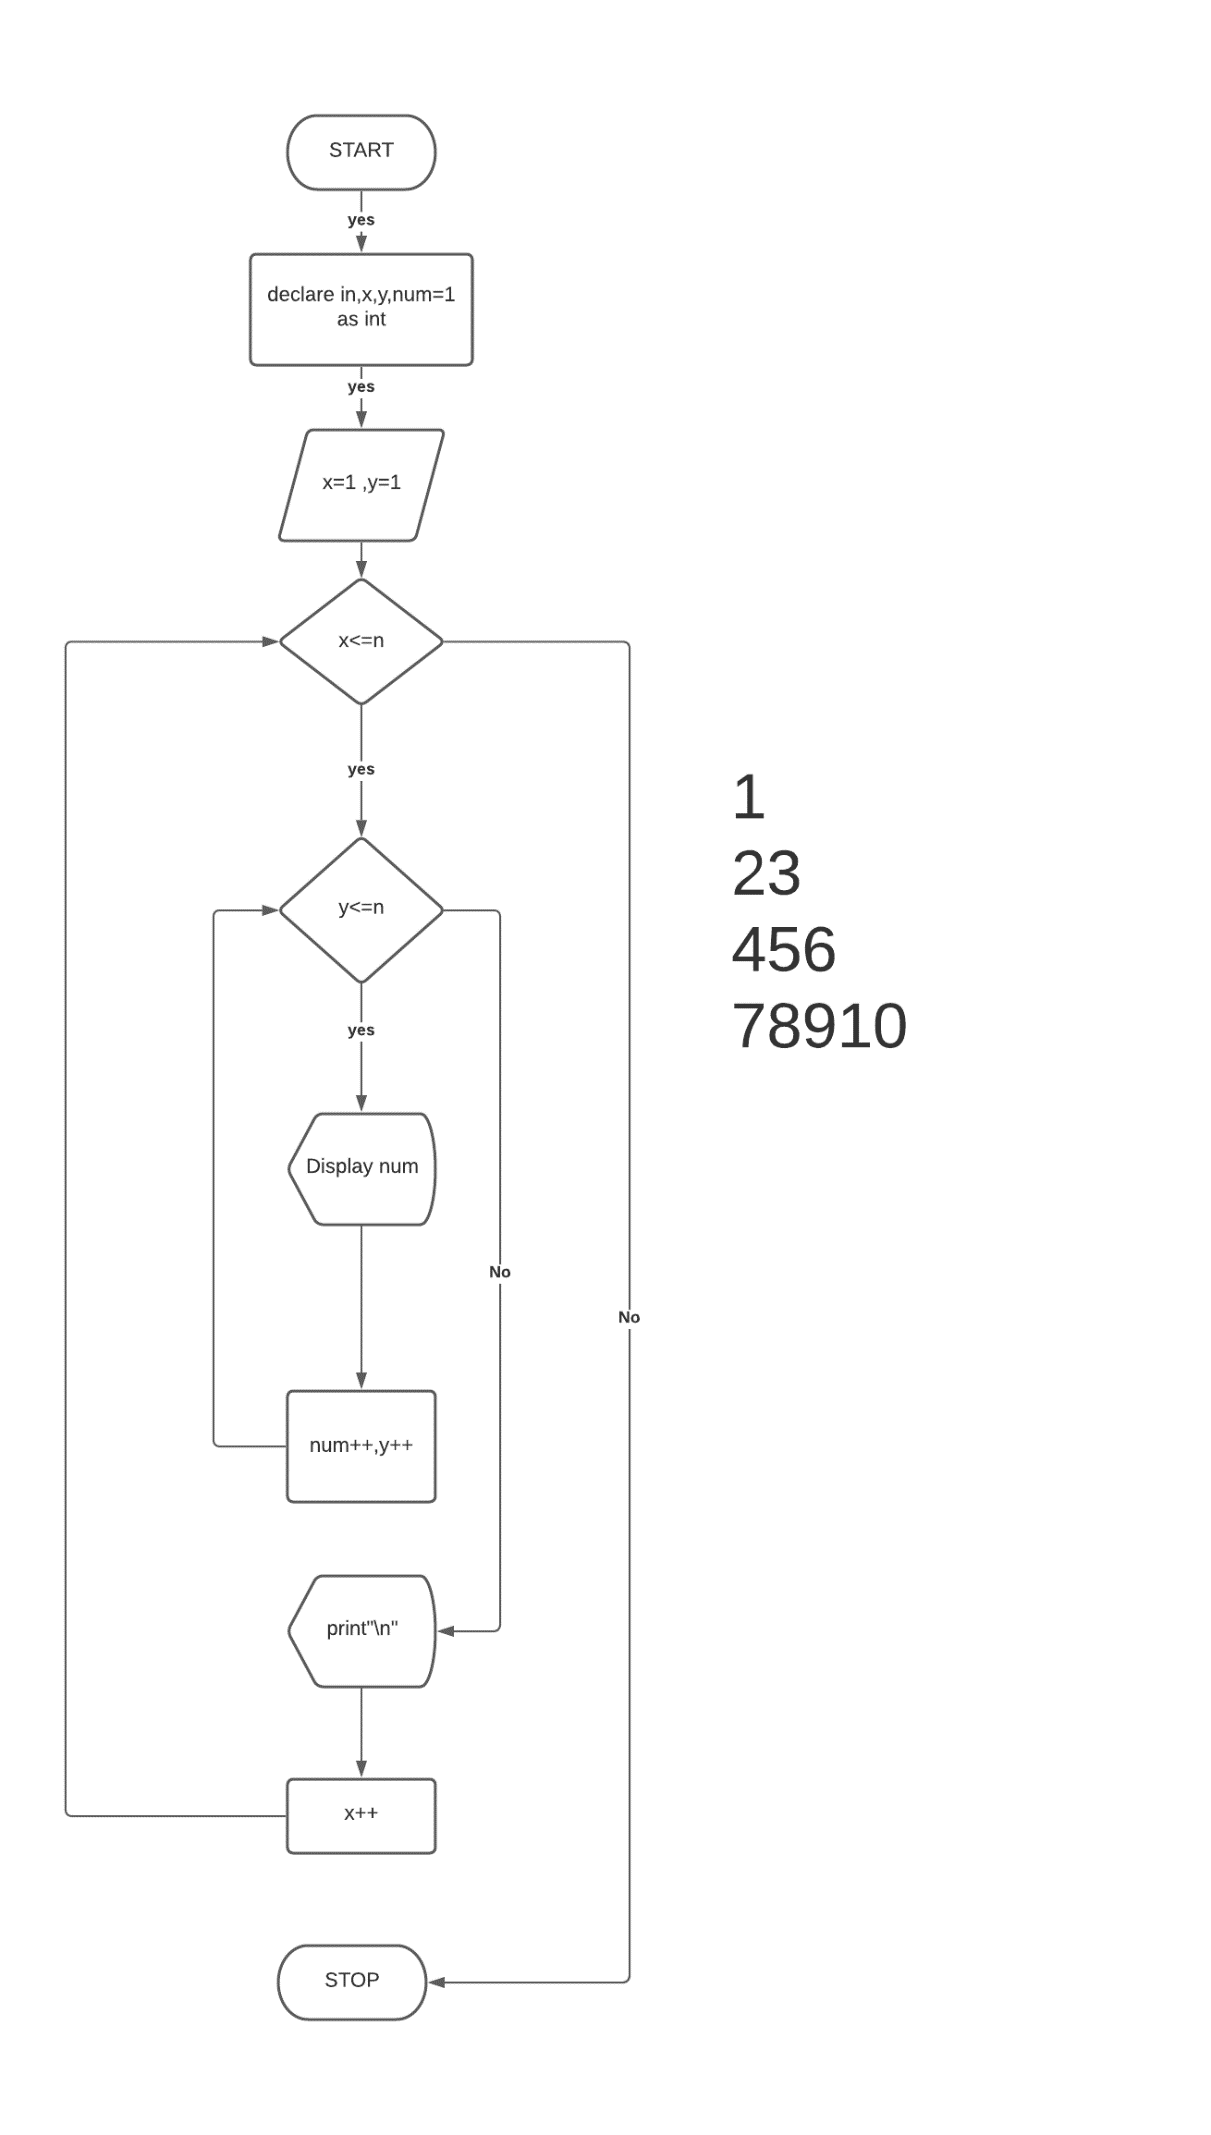 START
yes
declare in,x,y,num=1
as int
yes
x=1 ,y=1
x<=n
yes
y<=n
yes
Display num
No
No
num++,y++
print"\n"
x++
STOP
1
23
456
78910